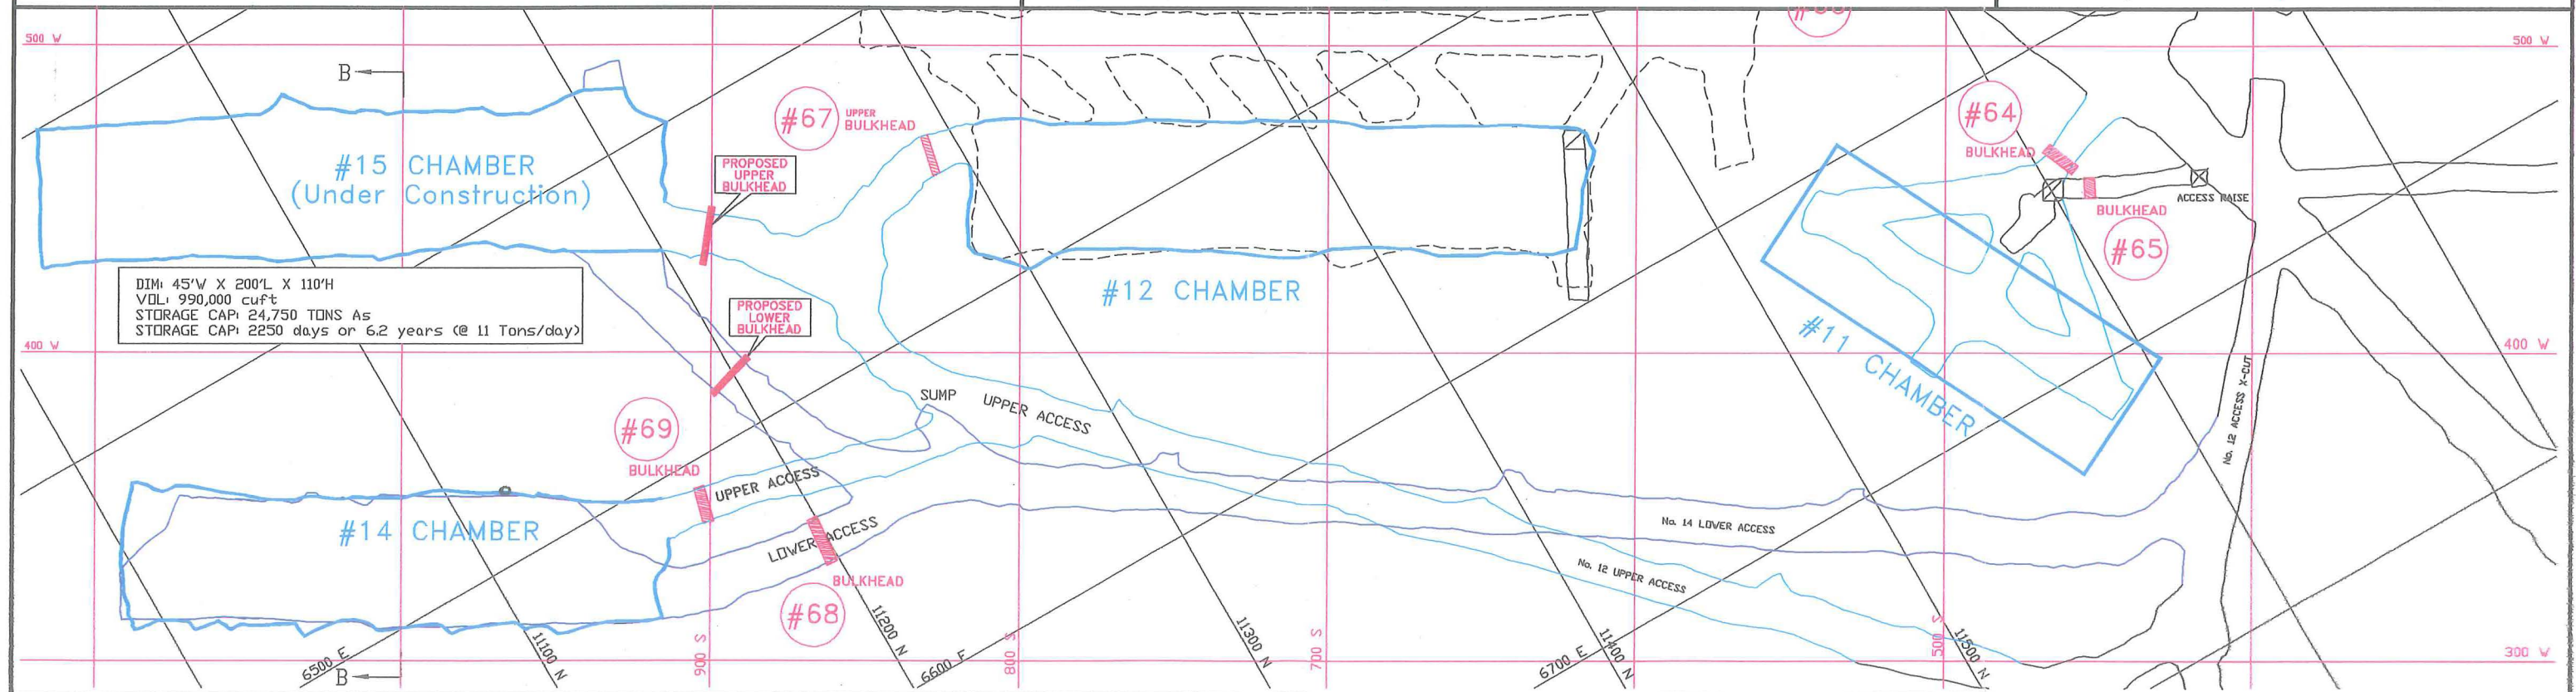 500 W
500 W
B
#67
UPPER
BULKHEAD
#64
BULKHEAD
#15 CHAMBER
(Under Construction)
PROPOSED
UPPER
BULKHEAD
ACCESS RAISE
BULKHEAD
#65
DIM: 45'W X 200'L X 110'H
VOL: 990,000 cuft
STORAGE CAP: 24,750 TONS As
STORAGE CAP: 2250 days or 6.2 years (@ 11 Tons/day)
#12 CHAMBER
PROPOSED
LOWER
BULKHEAD
#11 CHAMBER
400 W
400 W
SUMP
UPPER ACCESS
No. 12 ACCESS X-CUT
#69
BULKHEAD
UPPER ACCESS
#14 CHAMBER
LOWER ACCESS
No. 14 LOWER ACCESS
No. 12 UPPER ACCESS
BULKHEAD
#68
6500 E
B
11100 N
900 S
11200 N
6600 E
800 S
11300 N
700 S
6700 E
11400 N
500 S
11500 N
300 W